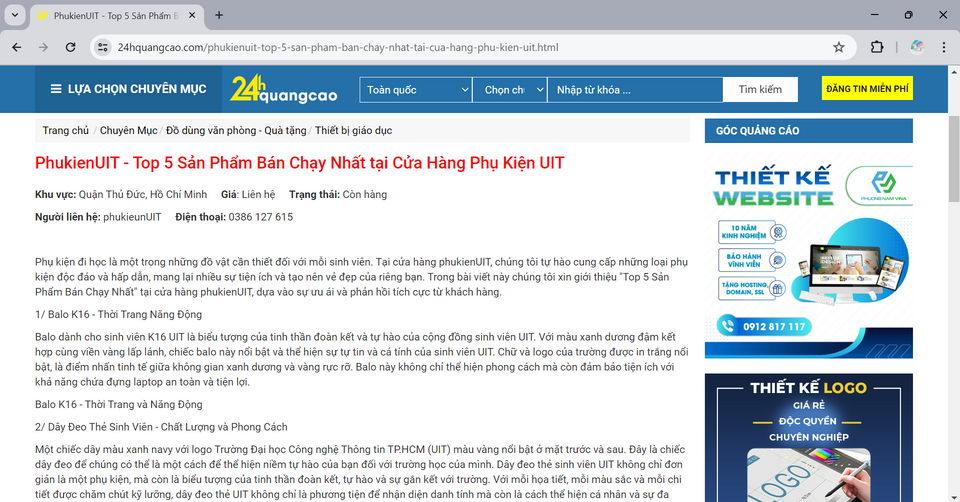 PhukienUIT - Top 5 Sản Phẩm B
24hquangcao.com/phukienuit-top-5-san-pham-ban-chay-nhat-tai-cua-hang-phu-kien-uit.html
LỰA CHỌN CHUYÊN MỤC
24h quangcao
Toàn quốc
Chọn chu
Nhập từ khóa ...
Tìm kiếm
ĐĂNG TIN MIỄN PHÍ
Trang chủ / Chuyên Mục / Đồ dùng văn phòng - Quà tặng / Thiết bị giáo dục
PhukienUIT - Top 5 Sản Phẩm Bán Chạy Nhất tại Cửa Hàng Phụ Kiện UIT
Khu vực: Quận Thủ Đức, Hồ Chí Minh Giá: Liên hệ Trạng thái: Còn hàng
Người liên hệ: phukieunUIT Điện thoại: 0386 127 615
Phụ kiện đi học là một trong những đồ vật cần thiết đối với mỗi sinh viên. Tại cửa hàng phukienUIT, chúng tôi tự hào cung cấp những loại phụ
kiện độc đáo và hấp dẫn, mang lại nhiều sự tiện ích và tạo nên vẻ đẹp của riêng bạn. Trong bài viết này chúng tôi xin giới thiệu "Top 5 Sản
Phẩm Bán Chạy Nhất" tại cửa hàng phukienUIT, dựa vào sự ưu ái và phản hồi tích cực từ khách hàng.
1/ Balo K16 - Thời Trang Năng Động
Balo dành cho sinh viên K16 UIT là biểu tượng của tinh thần đoàn kết và tự hào của cộng đồng sinh viên UIT. Với màu xanh dương đậm kết
hợp cùng viền vàng lấp lánh, chiếc balo này nổi bật và thể hiện sự tự tin và cá tính của sinh viên UIT. Chữ và logo của trường được in trắng nổi
bật, là điểm nhấn tinh tế giữa không gian xanh dương và vàng rực rỡ. Balo này không chỉ thể hiện phong cách mà còn đảm bảo tiện ích với
khả năng chứa đựng laptop an toàn và tiện lợi.
Balo K16 - Thời Trang và Năng Động
2/ Dây Đeo Thẻ Sinh Viên - Chất Lượng và Phong Cách
Một chiếc dây màu xanh navy với logo Trường Đại học Công nghệ Thông tin TP.HCM (UIT) màu vàng nổi bật ở mặt trước và sau. Đây là chiếc
dây đeo để chúng có thể là một cách để thể hiện niềm tự hào của bạn đối với trường học của mình. Dây đeo thẻ sinh viên UIT không chỉ đơn
giản là một phụ kiện, mà còn là biểu tượng của tinh thần đoàn kết, tự hào và sự gắn kết với trường. Với mỗi họa tiết, mỗi màu sắc và mỗi chi
tiết được chăm chút kỹ lưỡng, dây đeo thẻ UIT không chỉ là phương tiện để nhận diện danh tính mà còn là cách thể hiện cá nhân và sự đa
GÓC QUẢNG CÁO
THIẾT KẾ
WEBSITE
PHUONG NAM VINA
10 NĂM
KINH NGHIỆM
BẢO HÀNH
VĨNH VIỄN
TẶNG HOSTING,
DOMAIN, SSL
0912 817 117
THIẾT KẾ LOGO
GIÁ RẺ
ĐỘC QUYỀN
CHUYÊN NGHIỆP